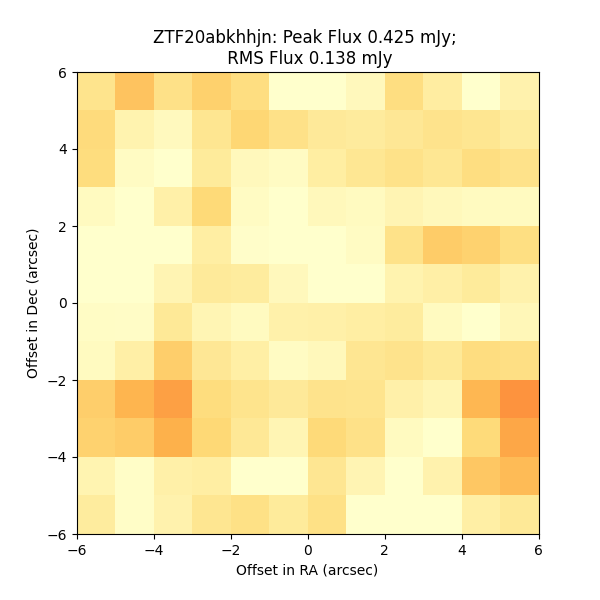 ZTF20abkhhjn: Peak Flux 0.425 mJy;
RMS Flux 0.138 mJy
6
4
2
0
−2
−4
−6
Offset in Dec (arcsec)
−6 −4 −2 0 2 4 6
Offset in RA (arcsec)